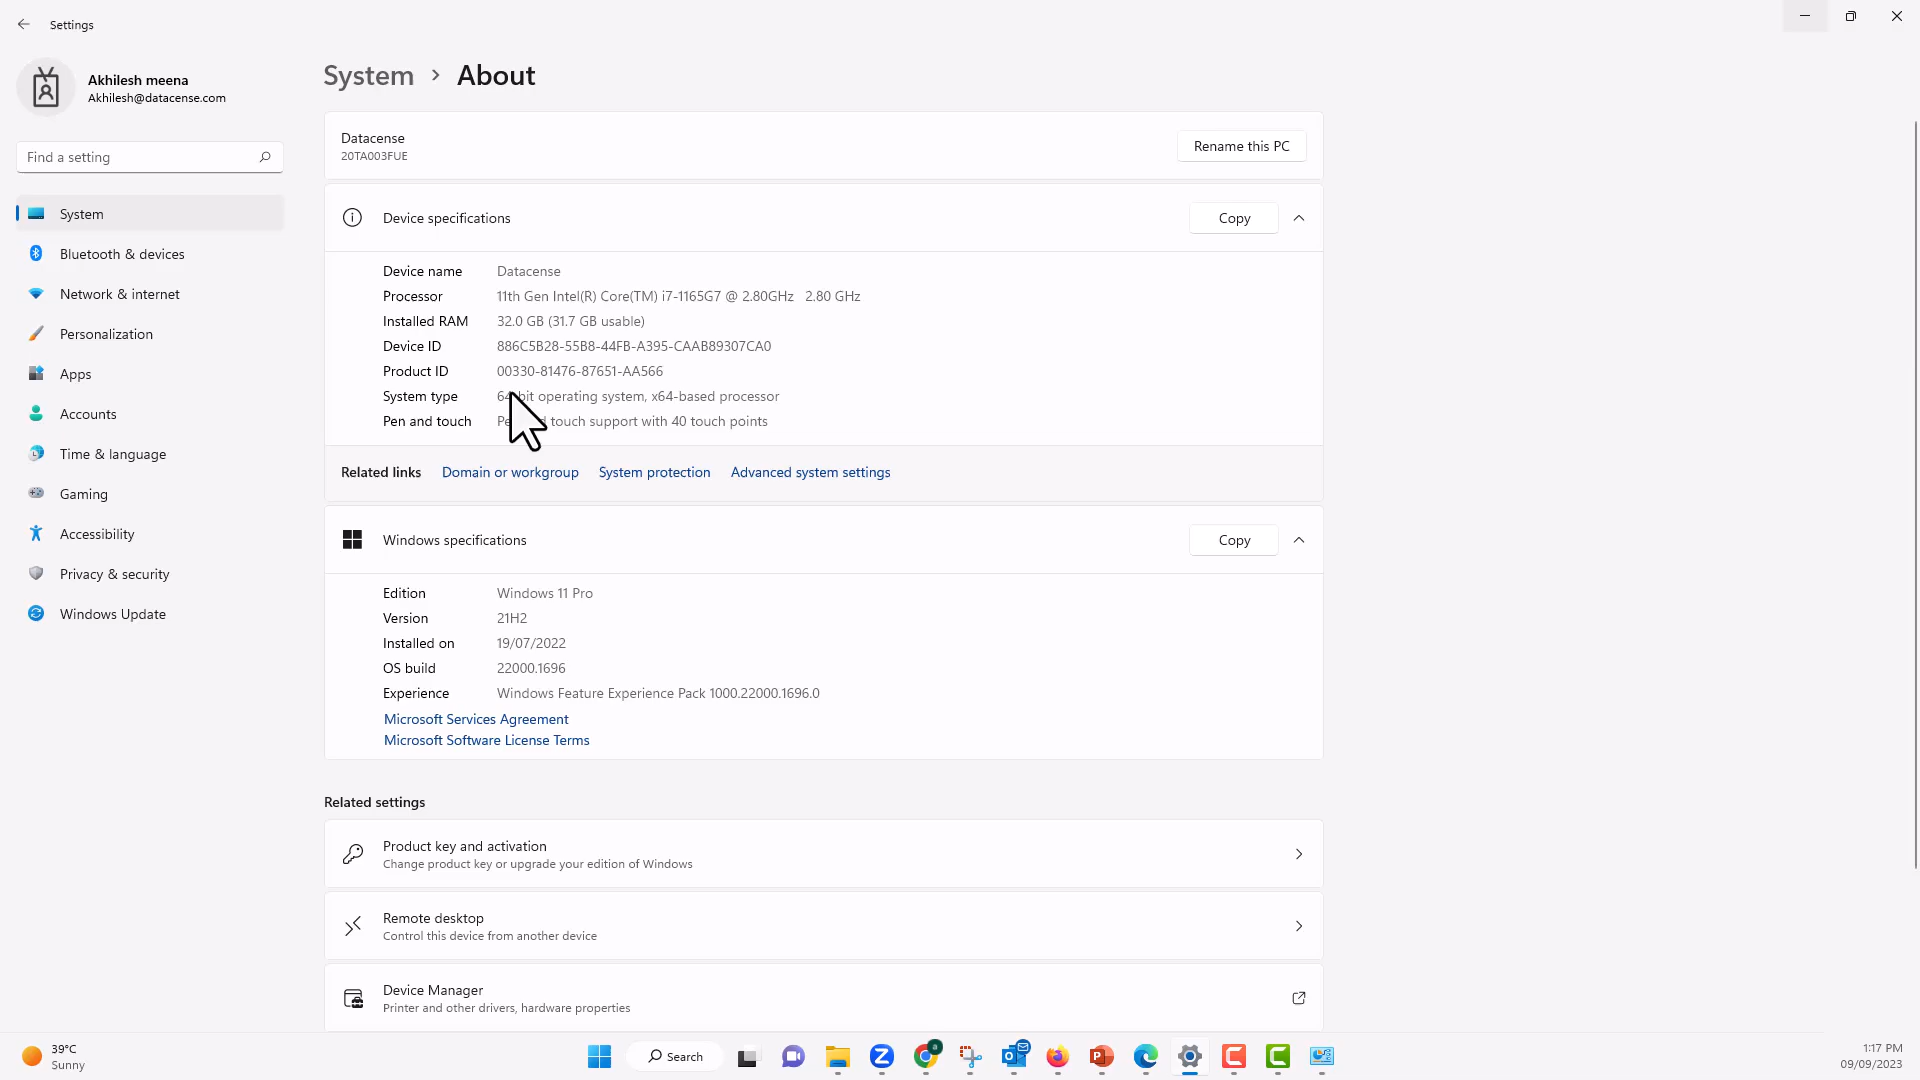 Settings
Akhilesh meena
Akhilesh@datacense.com
Find a setting
System
Bluetooth & devices
Network & internet
Personalization
Apps
Accounts
Time & language
Gaming
Accessibility
Privacy & security
Windows Update
System > About
Datacense
20TA003FUE
Rename this PC
Device specifications
Copy
Device name Datacense
Processor 11th Gen Intel(R) Core(TM) i7-1165G7 @ 2.80GHz 2.80 GHz
Installed RAM 32.0 GB (31.7 GB usable)
Device ID 886C5B28-55B8-44FB-A395-CAAB89307CA0
Product ID 00330-81476-87651-AA566
System type bit operating system, x64-based processor
Pen and touch touch support with 40 touch points
Related links Domain or workgroup System protection Advanced system settings
Windows specifications
Copy
Edition Windows 11 Pro
Version 21H2
Installed on 19/07/2022
OS build 22000.1696
Experience Windows Feature Experience Pack 1000.22000.1696.0
Microsoft Services Agreement
Microsoft Software License Terms
Related settings
Product key and activation
Change product key or upgrade your edition of Windows
Remote desktop
Control this device from another device
Device Manager
Printer and other drivers, hardware properties
39°C
Sunny
Search
1:17 PM
09/09/2023